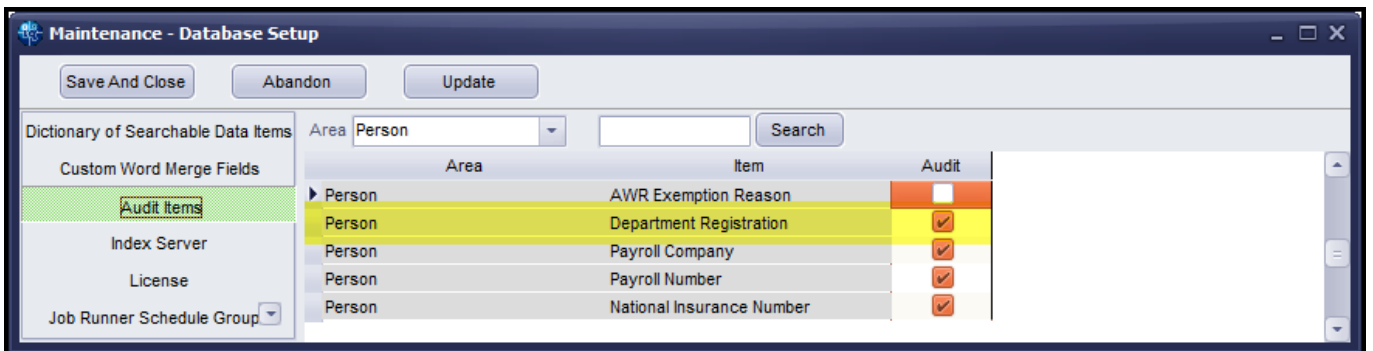 Maintenance - Database Setup
Save And Close Abandon Update
Dictionary of Searchable Data Items
Custom Word Merge Fields
Audit Items
Index Server
License
Job Runner Schedule Group
Area Person Search
Area Item Audit
Person AWR Exemption Reason
Person Department Registration
Person Payroll Company
Person Payroll Number
Person National Insurance Number